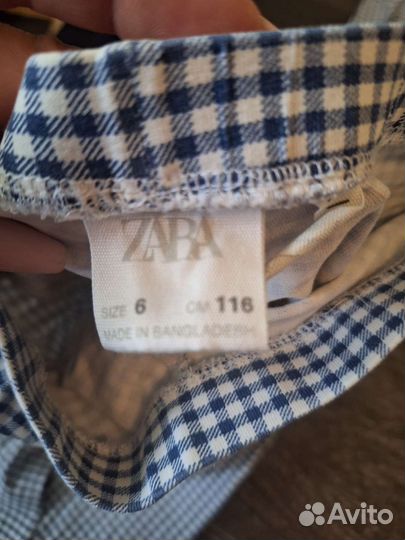 ZARA
SIZE 6 CM 116
MADE IN BANGLADESH
Avito